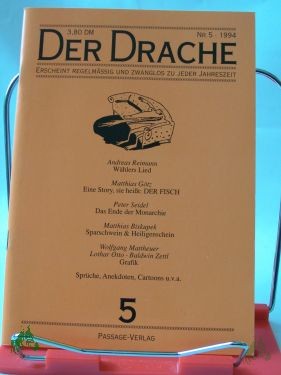 3,80 DM
Nr. 5 · 1994
DER DRACHE
ERSCHEINT REGELMÄSSIG UND ZWANGLOS ZU JEDER JAHRESZEIT
Andreas Reimann
Wählers Lied
Matthias Götz
Eine Story, sie heißt: DER FISCH
Peter Seidel
Das Ende der Monarchie
Matthias Biskupek
Sparschwein & Heiligenschein
Wolfgang Mattheuer
Lothar Otto · Baldwin Zettl
Grafik
Sprüche, Anekdoten, Cartoons u.v.a.
5
PASSAGE-VERLAG